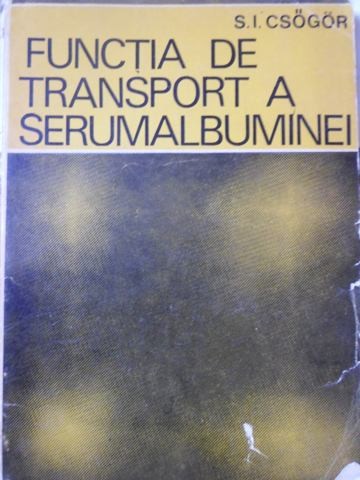 S.I. CSÖGÖR
FUNCȚIA DE
TRANSPORT A
SERUMALBUMINEI